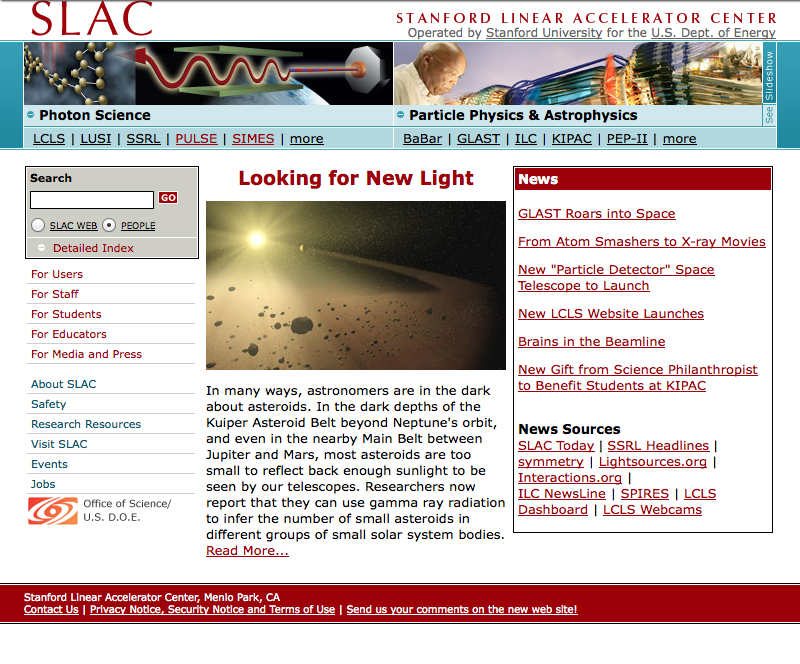 SLAC
STANFORD LINEAR ACCELERATOR CENTER
Operated by Stanford University for the U.S. Dept. of Energy
See Slideshow
Photon Science
LCLS | LUSI | SSRL | PULSE | SIMES | more
Particle Physics & Astrophysics
BaBar | GLAST | ILC | KIPAC | PEP-II | more
Search
GO
SLAC WEB PEOPLE
Detailed Index
For Users
For Staff
For Students
For Educators
For Media and Press
About SLAC
Safety
Research Resources
Visit SLAC
Events
Jobs
Office of Science/
U.S. D.O.E.
Looking for New Light
In many ways, astronomers are in the dark
about asteroids. In the dark depths of the
Kuiper Asteroid Belt beyond Neptune's orbit,
and even in the nearby Main Belt between
Jupiter and Mars, most asteroids are too
small to reflect back enough sunlight to be
seen by our telescopes. Researchers now
report that they can use gamma ray radiation
to infer the number of small asteroids in
different groups of small solar system bodies.
Read More...
News
GLAST Roars into Space
From Atom Smashers to X-ray Movies
New "Particle Detector" Space
Telescope to Launch
New LCLS Website Launches
Brains in the Beamline
New Gift from Science Philanthropist
to Benefit Students at KIPAC
News Sources
SLAC Today | SSRL Headlines |
symmetry | Lightsources.org |
Interactions.org |
ILC NewsLine | SPIRES | LCLS
Dashboard | LCLS Webcams
Stanford Linear Accelerator Center, Menlo Park, CA
Contact Us | Privacy Notice, Security Notice and Terms of Use | Send us your comments on the new web site!